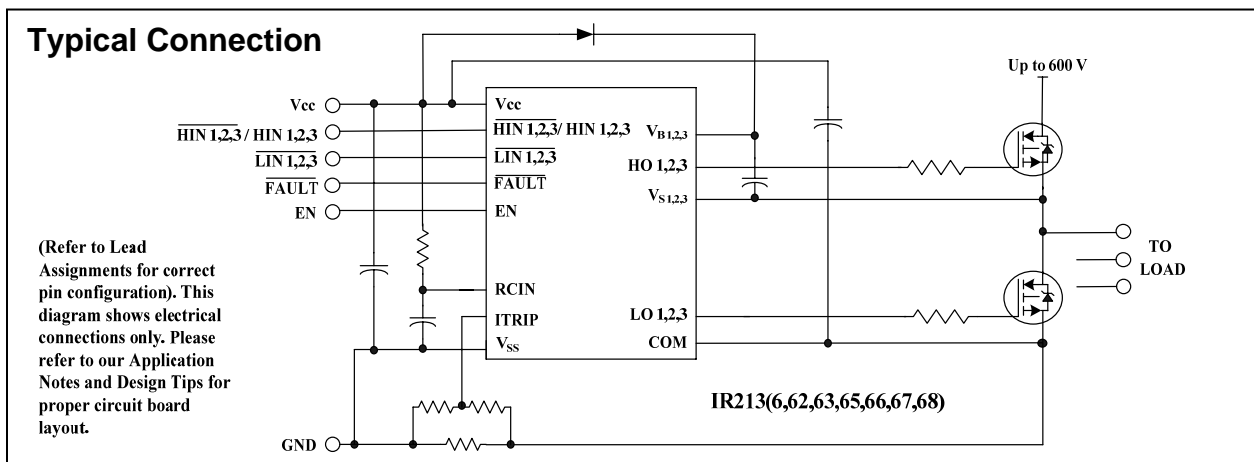 Typical Connection
Up to 600 V
Vcc
HIN 1,2,3 / HIN 1,2,3
LIN 1,2,3
FAULT
EN
Vcc
HIN 1,2,3 / HIN 1,2,3
LIN 1,2,3
FAULT
EN
RCIN
ITRIP
VSS
VB 1,2,3
HO 1,2,3
VS 1,2,3
LO 1,2,3
COM
TO
LOAD
(Refer to Lead
Assignments for correct
pin configuration). This
diagram shows electrical
connections only. Please
refer to our Application
Notes and Design Tips for
proper circuit board
layout.
GND
IR213(6,62,63,65,66,67,68)